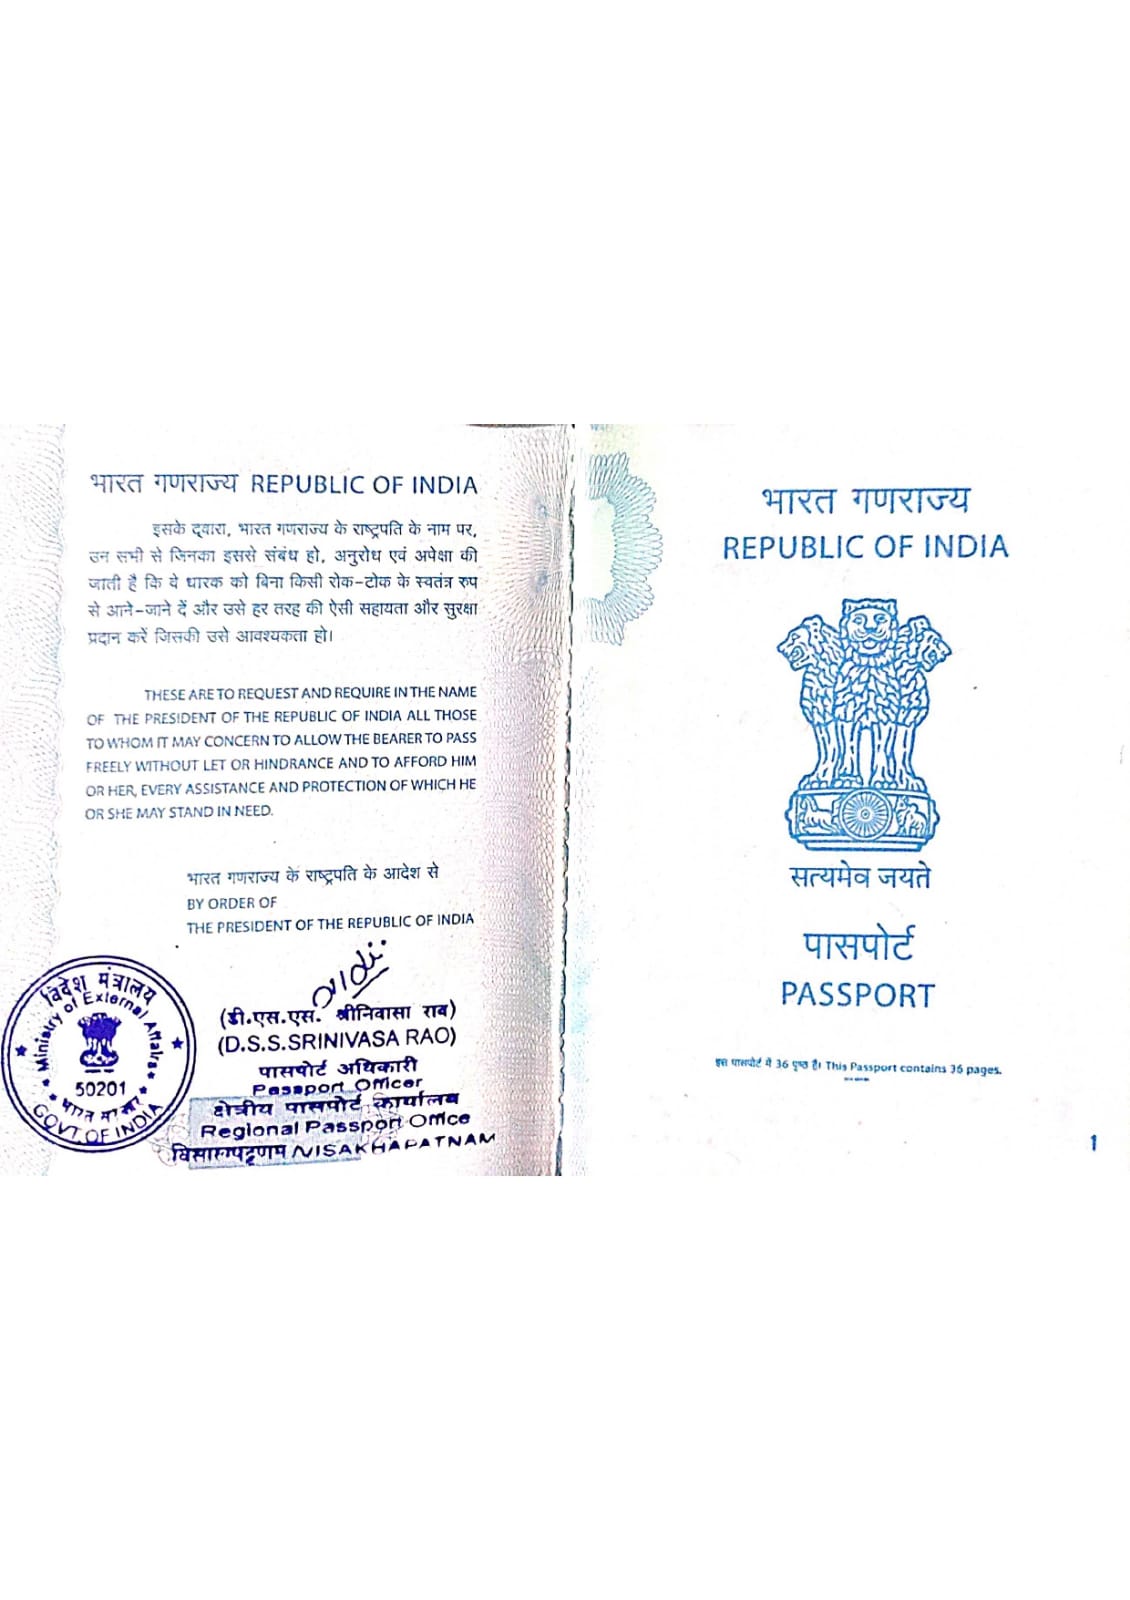 भारत गणराज्य REPUBLIC OF INDIA
इसके द्वारा, भारत गणराज्य के राष्ट्रपति के नाम पर,
उन सभी से जिनका इससे संबंध हो, अनुरोध एवं अपेक्षा की
जाती है कि वे धारक को बिना किसी रोक-टोक के स्वतंत्र रुप
से आने-जाने दें और उसे हर तरह की ऐसी सहायता और सुरक्षा
प्रदान करें जिसकी उसे आवश्यकता हो।
THESE ARE TO REQUEST AND REQUIRE IN THE NAME
OF THE PRESIDENT OF THE REPUBLIC OF INDIA ALL THOSE
TO WHOM IT MAY CONCERN TO ALLOW THE BEARER TO PASS
FREELY WITHOUT LET OR HINDRANCE AND TO AFFORD HIM
OR HER, EVERY ASSISTANCE AND PROTECTION OF WHICH HE
OR SHE MAY STAND IN NEED.
भारत गणराज्य के राष्ट्रपति के आदेश से
BY ORDER OF
THE PRESIDENT OF THE REPUBLIC OF INDIA
विदेश मंत्रालय
Ministry of External Affairs
50201
GOVT OF INDIA
(डी.एस.एस. श्रीनिवासा राव)
(D.S.S.SRINIVASA RAO)
पासपोर्ट अधिकारी
Passport Officer
क्षेत्रीय पासपोर्ट कार्यालय
Regional Passport Office
VISAKHAPATNAM
भारत गणराज्य
REPUBLIC OF INDIA
सत्यमेव जयते
पासपोर्ट
PASSPORT
इस पासपोर्ट में 36 पृष्ठ हैं। This Passport contains 36 pages.
1